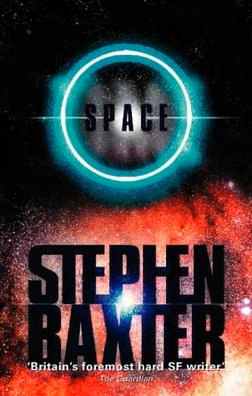 SPACE
STEPHEN
BAXTER
'Britain's foremost hard SF writer'
The Guardian